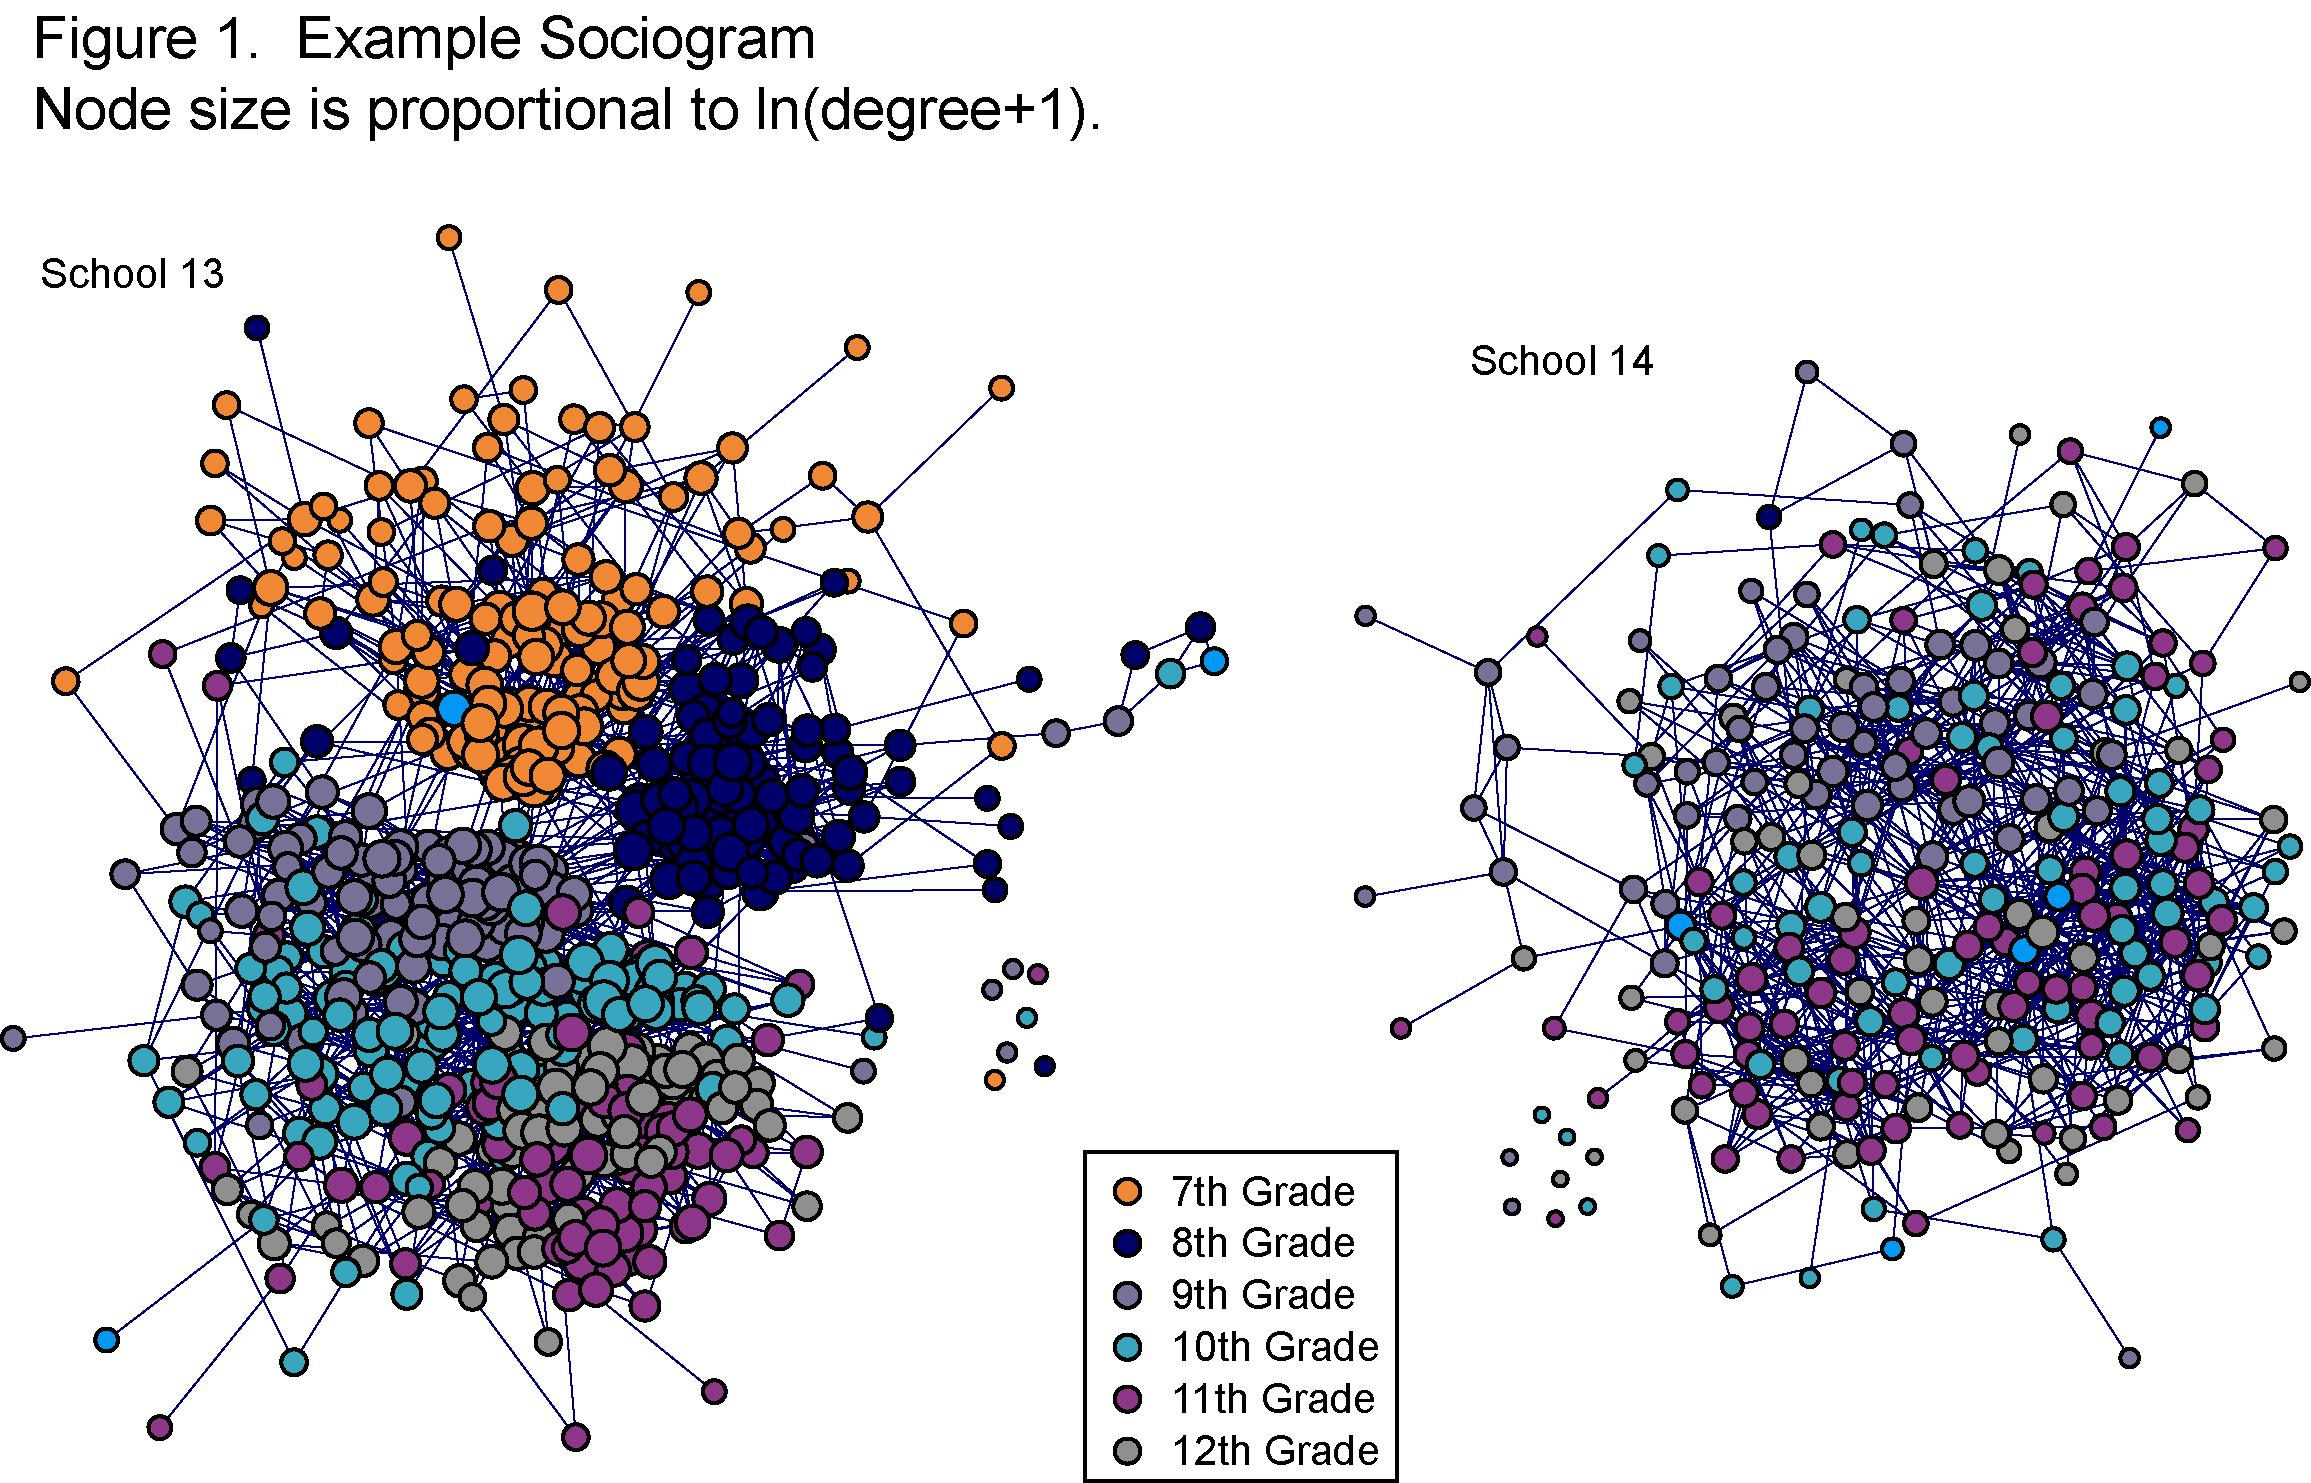 Figure 1.  Example Sociogram
Node size is proportional to ln(degree+1).
School 13
School 14
7th Grade
8th Grade
9th Grade
10th Grade
11th Grade
12th Grade